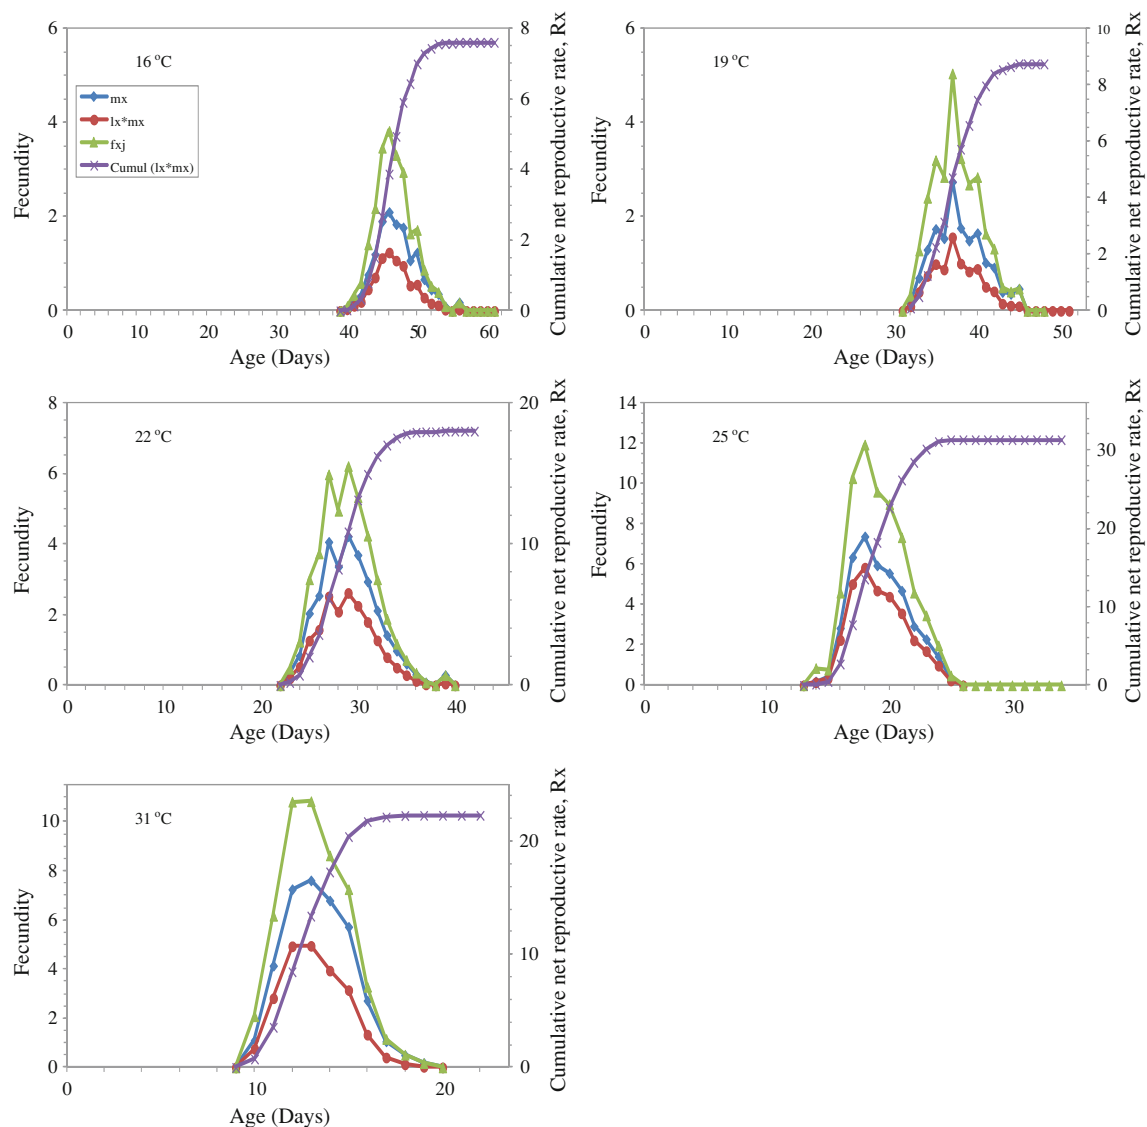 16 °C
mx
lx*mx
fxj
Cumul (lx*mx)
Fecundity
6
4
2
0
8
6
4
2
0
Cumulative net reproductive rate, Rx
0 10 20 30 40 50 60
Age (Days)
19 °C
Fecundity
6
4
2
0
10
8
6
4
2
0
Cumulative net reproductive rate, Rx
0 10 20 30 40 50
Age (Days)
22 °C
Fecundity
8
6
4
2
0
20
10
0
Cumulative net reproductive rate, Rx
0 10 20 30 40
Age (Days)
25 °C
Fecundity
14
12
10
8
6
4
2
0
30
20
10
0
Cumulative net reproductive rate, Rx
0 10 20 30
Age (Days)
31 °C
Fecundity
10
8
6
4
2
0
20
10
0
Cumulative net reproductive rate, Rx
0 10 20
Age (Days)